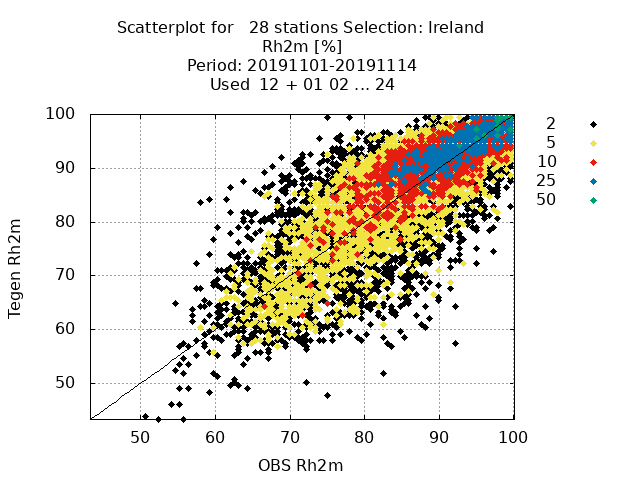 Scatterplot for 28 stations Selection: Ireland
Rh2m [%]
Period: 20191101-20191114
Used 12 + 01 02 ... 24
100
90
80
70
60
50
Tegen Rh2m
50 60 70 80 90 100
OBS Rh2m
2
5
10
25
50